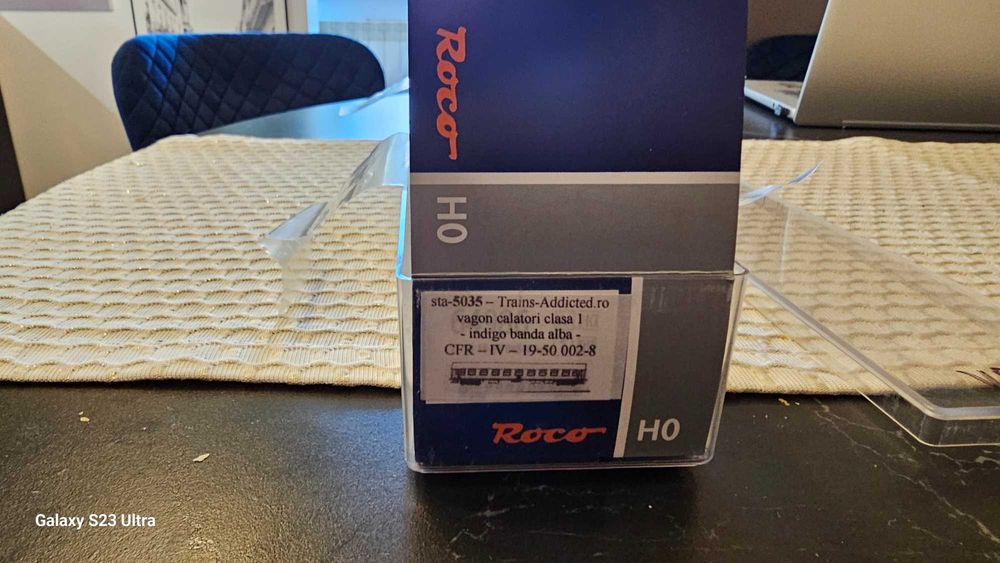 Roco
H0
sta-5035 – Trains-Addicted.ro
vagon calatori clasa 1
- indigo banda alba -
CFR – IV – 19-50 002-8
Roco
H0
Galaxy S23 Ultra